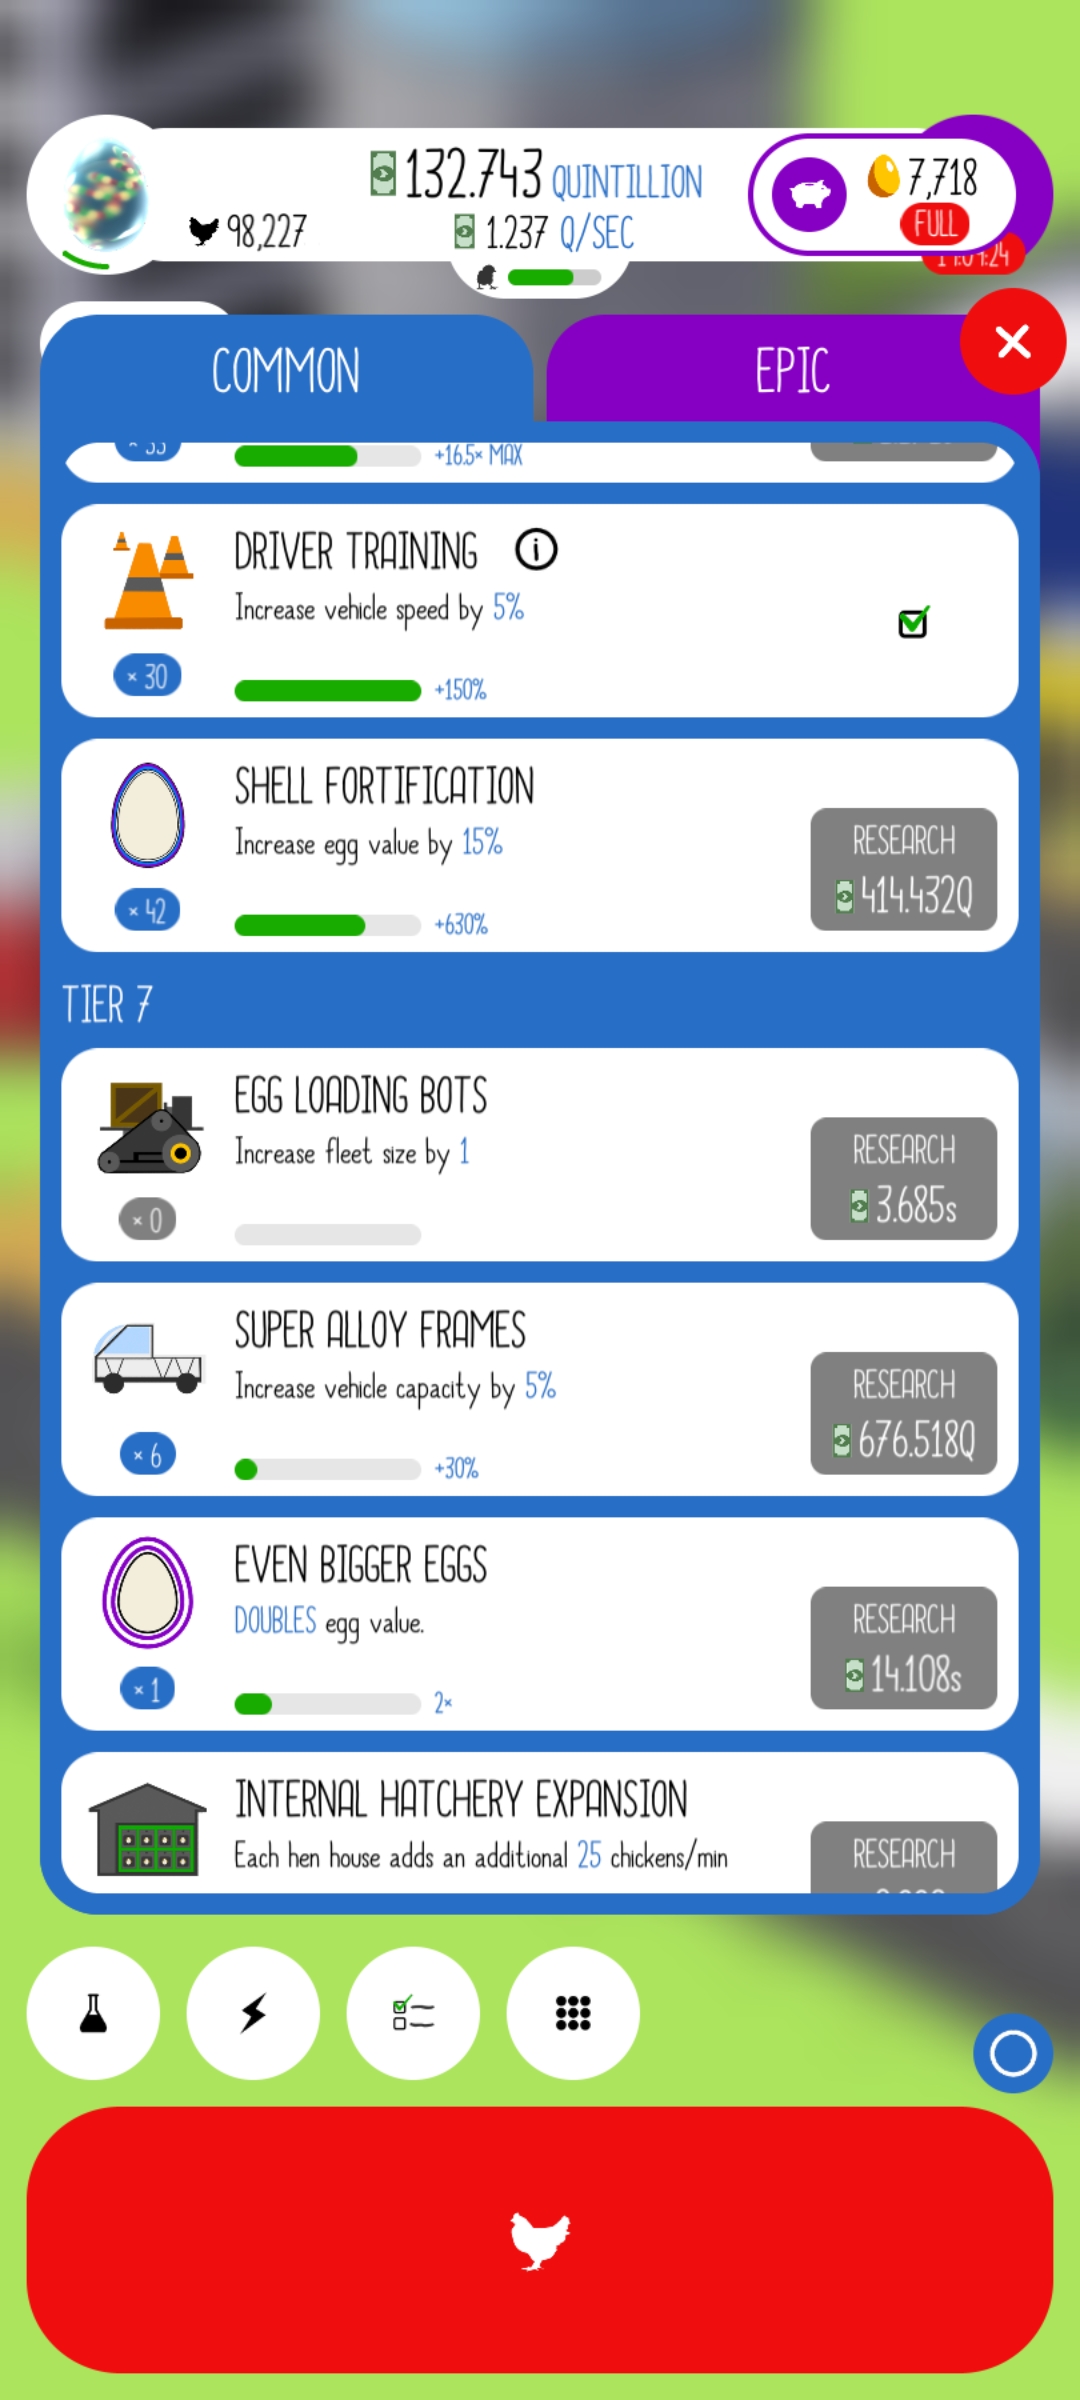 132.743 QUINTILLION
98,227
1.237 Q/SEC
7,718
FULL
COMMON
EPIC
+16.5× MAX
DRIVER TRAINING
Increase vehicle speed by 5%
× 30
+150%
SHELL FORTIFICATION
Increase egg value by 15%
RESEARCH
414.432Q
× 42
+630%
TIER 7
EGG LOADING BOTS
Increase fleet size by 1
RESEARCH
3.685s
× 0
SUPER ALLOY FRAMES
Increase vehicle capacity by 5%
RESEARCH
676.518Q
× 6
+30%
EVEN BIGGER EGGS
DOUBLES egg value.
RESEARCH
14.108s
× 1
2×
INTERNAL HATCHERY EXPANSION
Each hen house adds an additional 25 chickens/min
RESEARCH